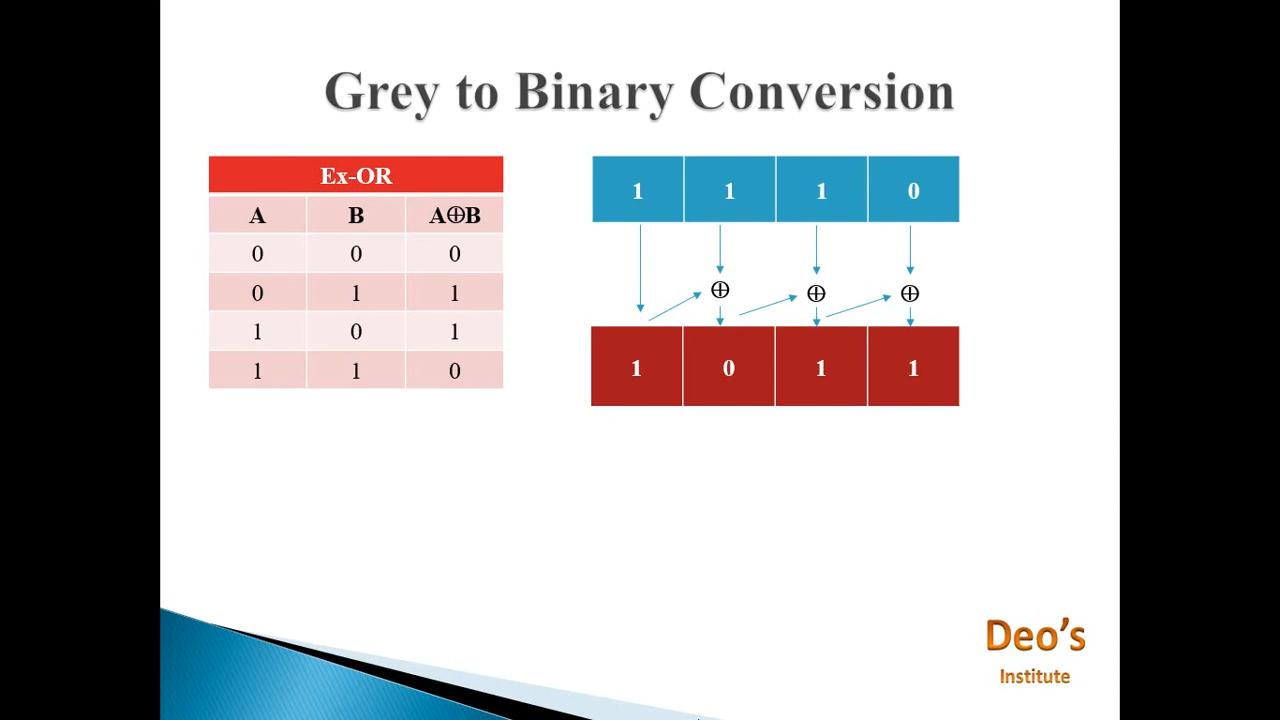 Grey to Binary Conversion
Ex-OR
A B A⊕B
0 0 0
0 1 1
1 0 1
1 1 0
1 1 1 0
⊕ ⊕ ⊕
1 0 1 1
Deo's
Institute